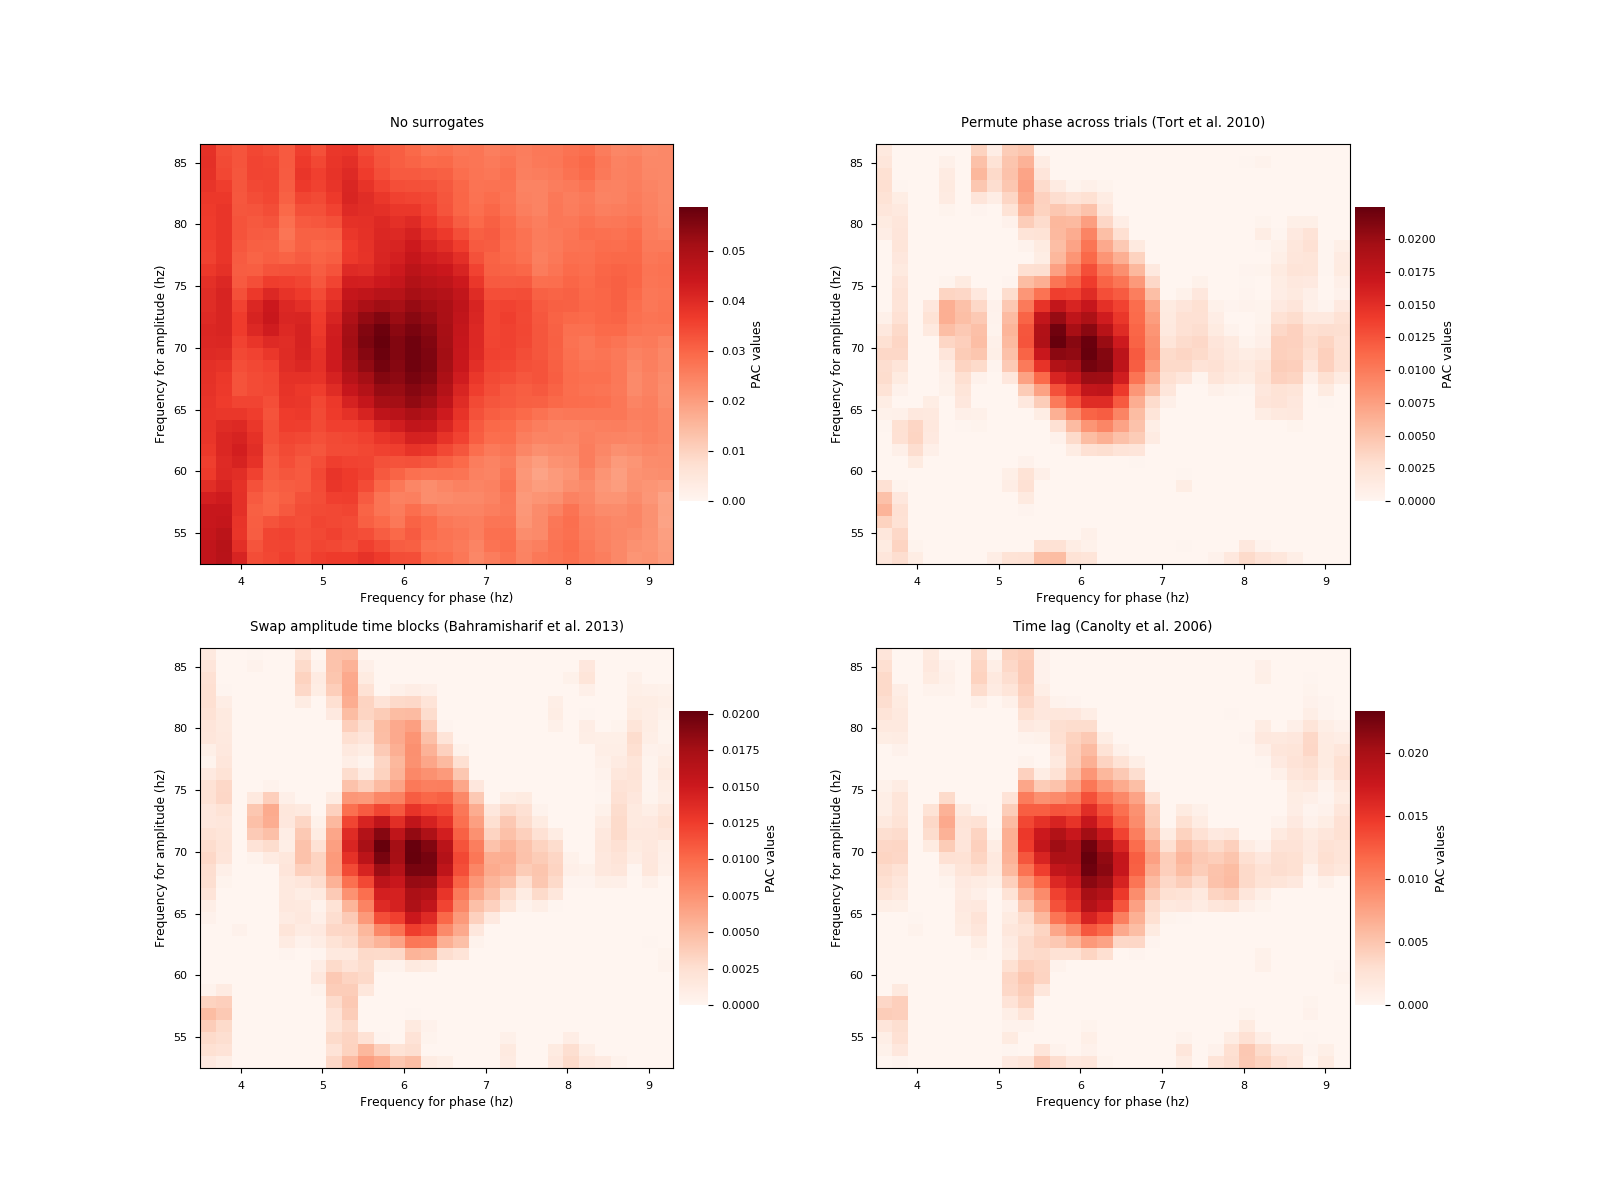 No surrogates
Frequency for amplitude (hz)
85
80
75
70
65
60
55
4 5 6 7 8 9
Frequency for phase (hz)
0.05
0.04
0.03
0.02
0.01
0.00
PAC values
Permute phase across trials (Tort et al. 2010)
Frequency for amplitude (hz)
85
80
75
70
65
60
55
4 5 6 7 8 9
Frequency for phase (hz)
0.0200
0.0175
0.0150
0.0125
0.0100
0.0075
0.0050
0.0025
0.0000
PAC values
Swap amplitude time blocks (Bahramisharif et al. 2013)
Frequency for amplitude (hz)
85
80
75
70
65
60
55
4 5 6 7 8 9
Frequency for phase (hz)
0.0200
0.0175
0.0150
0.0125
0.0100
0.0075
0.0050
0.0025
0.0000
PAC values
Time lag (Canolty et al. 2006)
Frequency for amplitude (hz)
85
80
75
70
65
60
55
4 5 6 7 8 9
Frequency for phase (hz)
0.020
0.015
0.010
0.005
0.000
PAC values